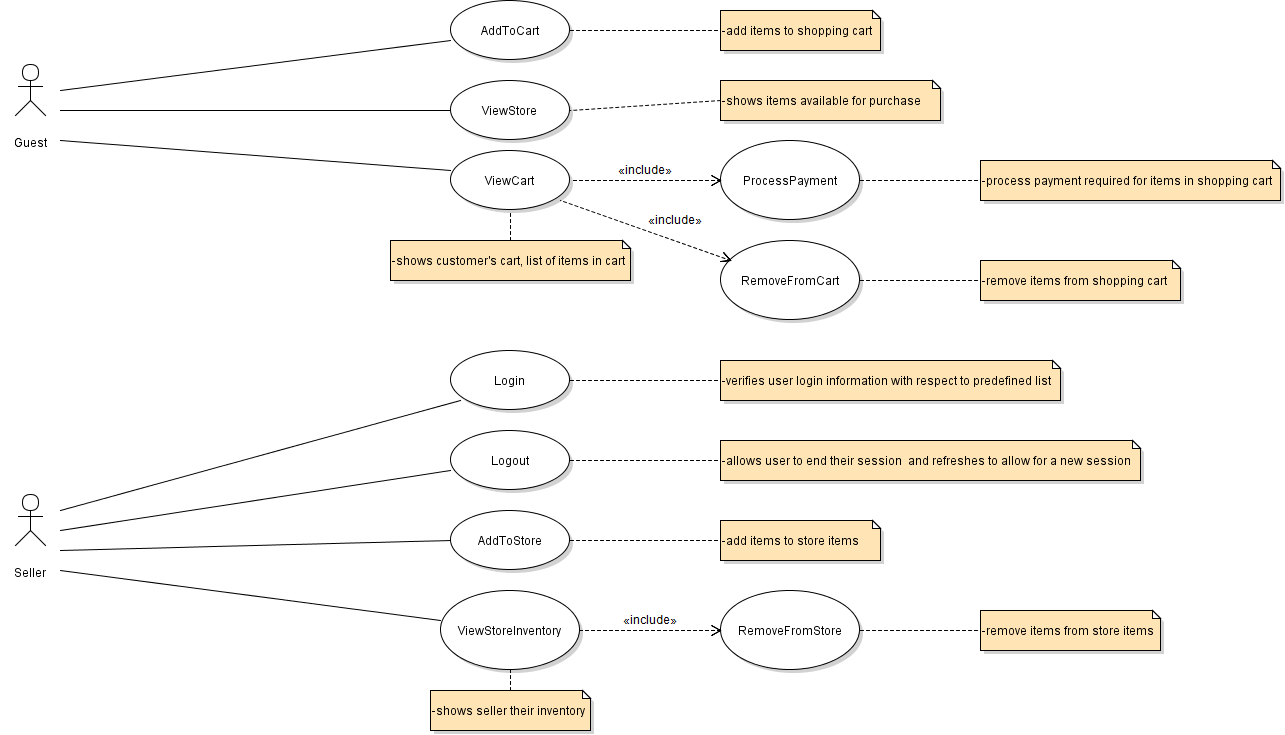 AddToCart
-add items to shopping cart
Guest
ViewStore
-shows items available for purchase
ViewCart
«include»
ProcessPayment
-process payment required for items in shopping cart
«include»
-shows customer's cart, list of items in cart
RemoveFromCart
-remove items from shopping cart
Login
-verifies user login information with respect to predefined list
Logout
-allows user to end their session  and refreshes to allow for a new session
Seller
AddToStore
-add items to store items
ViewStoreInventory
«include»
RemoveFromStore
-remove items from store items
-shows seller their inventory